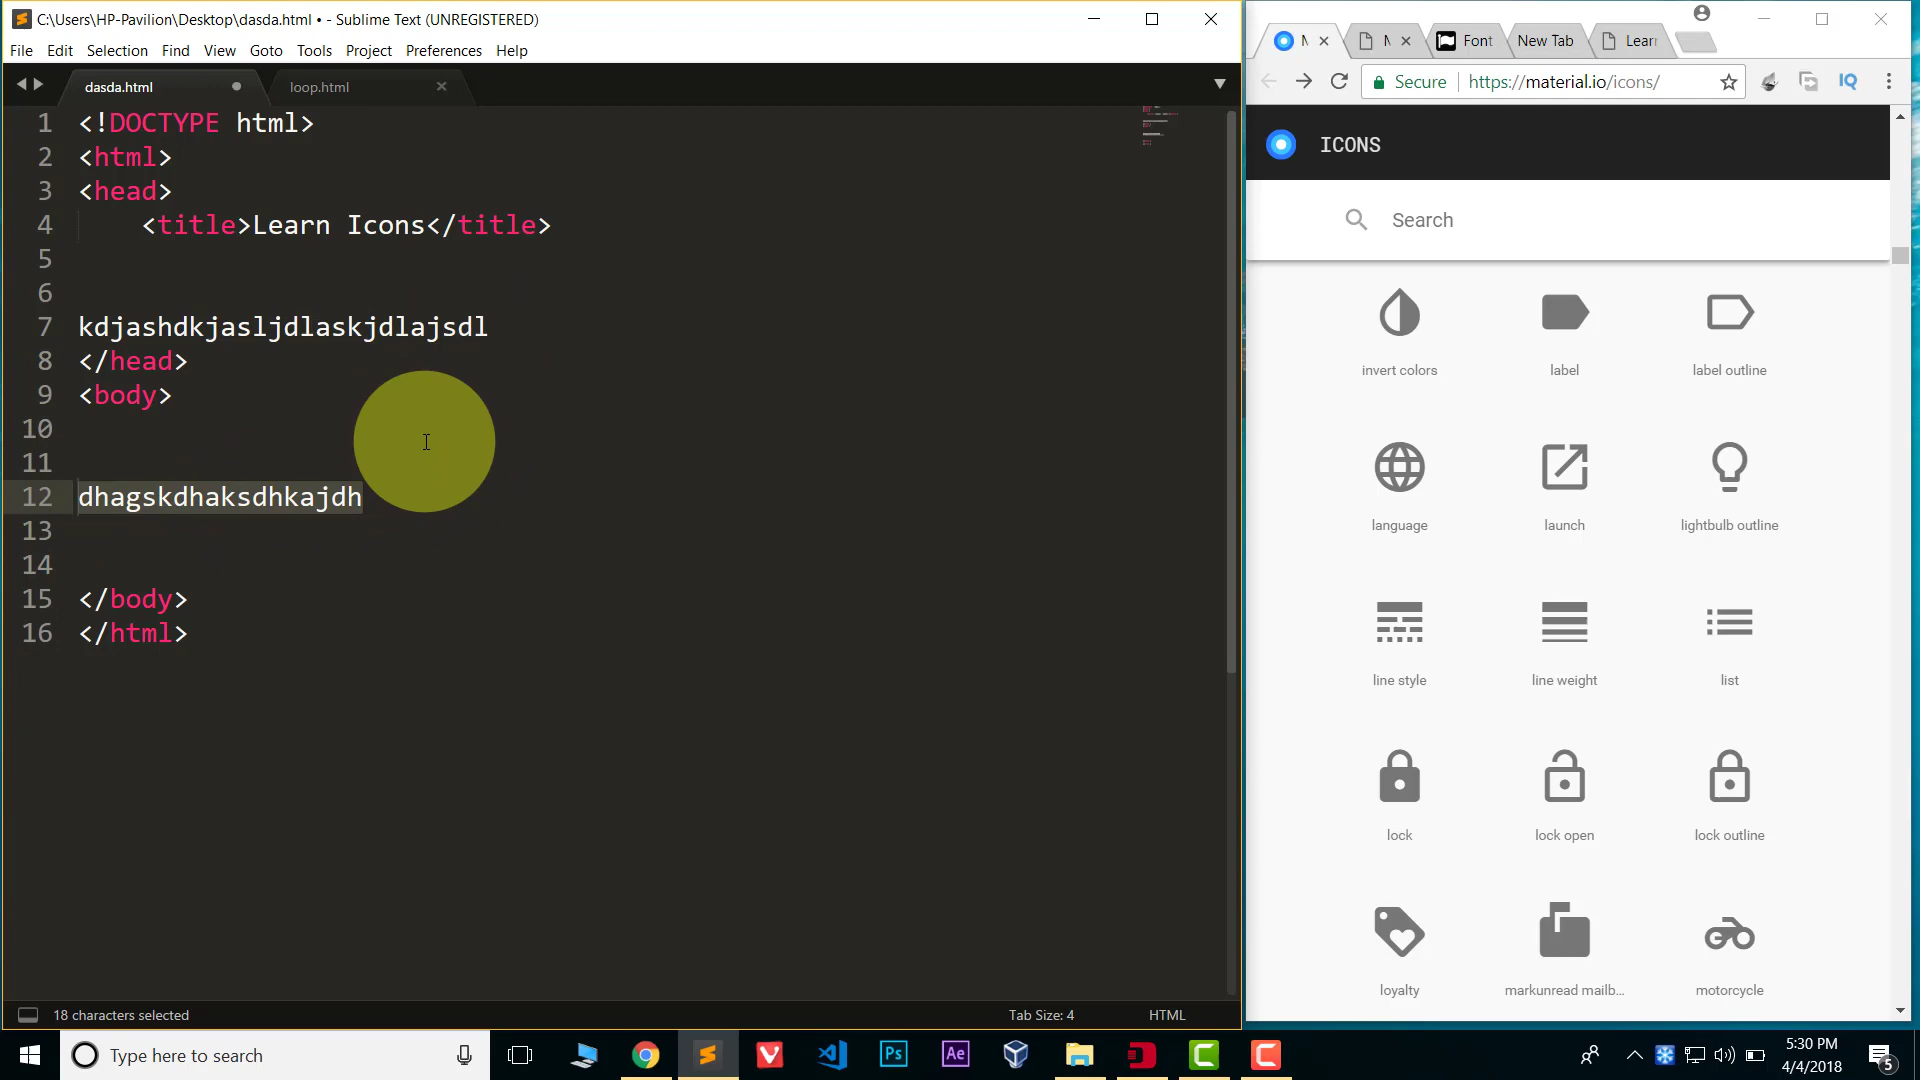 C:\Users\HP-Pavilion\Desktop\dasda.html • - Sublime Text (UNREGISTERED)
File Edit Selection Find View Goto Tools Project Preferences Help
dasda.html
loop.html
1 <!DOCTYPE html>
2 <html>
3 <head>
4 <title>Learn Icons</title>
5
6
7 kdjashdkjasljdlaskjdlajsdl
8 </head>
9 <body>
10
11
12 dhagskdhaksdhkajdh
13
14
15 </body>
16 </html>
18 characters selected
Tab Size: 4
HTML
Font
New Tab
Lear
Secure
https://material.io/icons/
IQ
ICONS
Search
invert colors
label
label outline
language
launch
lightbulb outline
line style
line weight
list
lock
lock open
lock outline
loyalty
markunread mailb...
motorcycle
Type here to search
Ps
Ae
5:30 PM
4/4/2018
5